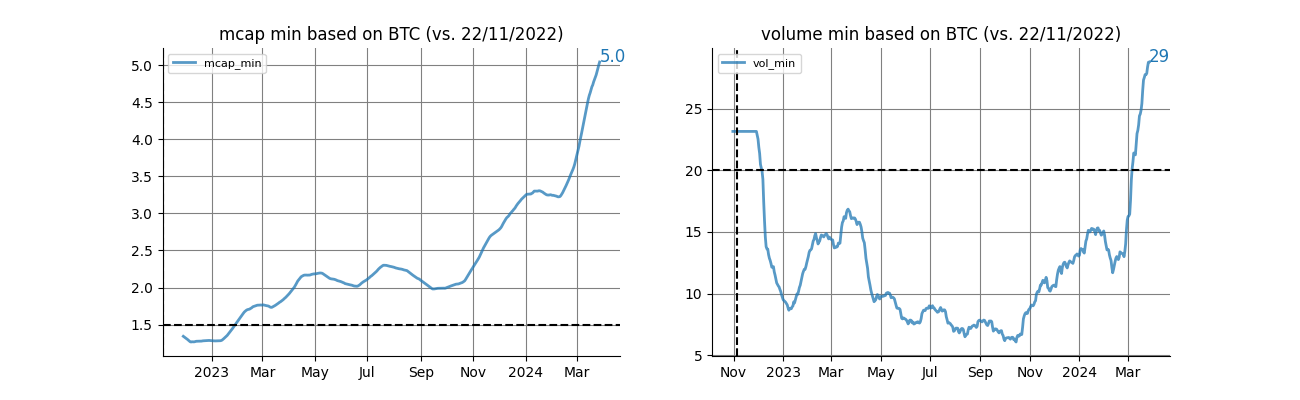 mcap min based on BTC (vs. 22/11/2022)
mcap_min
5.0
5.0
4.5
4.0
3.5
3.0
2.5
2.0
1.5
2023 Mar May Jul Sep Nov 2024 Mar
volume min based on BTC (vs. 22/11/2022)
vol_min
29
25
20
15
10
5
Nov 2023 Mar May Jul Sep Nov 2024 Mar